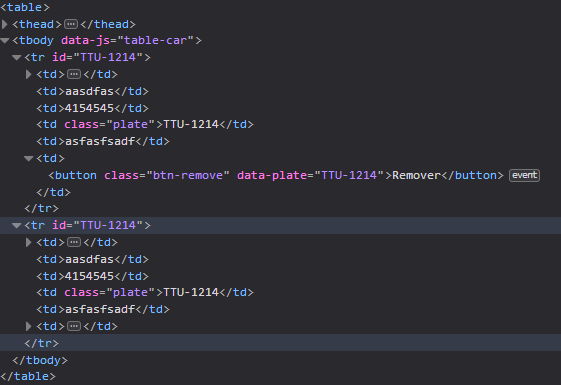 <table>
<thead>…</thead>
<tbody data-js="table-car">
<tr id="TTU-1214">
<td>…</td>
<td>aasdfas</td>
<td>4154545</td>
<td class="plate">TTU-1214</td>
<td>asfasfsadf</td>
<td>
<button class="btn-remove" data-plate="TTU-1214">Remover</button> event
</td>
</tr>
<tr id="TTU-1214">
<td>…</td>
<td>aasdfas</td>
<td>4154545</td>
<td class="plate">TTU-1214</td>
<td>asfasfsadf</td>
<td>…</td>
</tr>
</tbody>
</table>